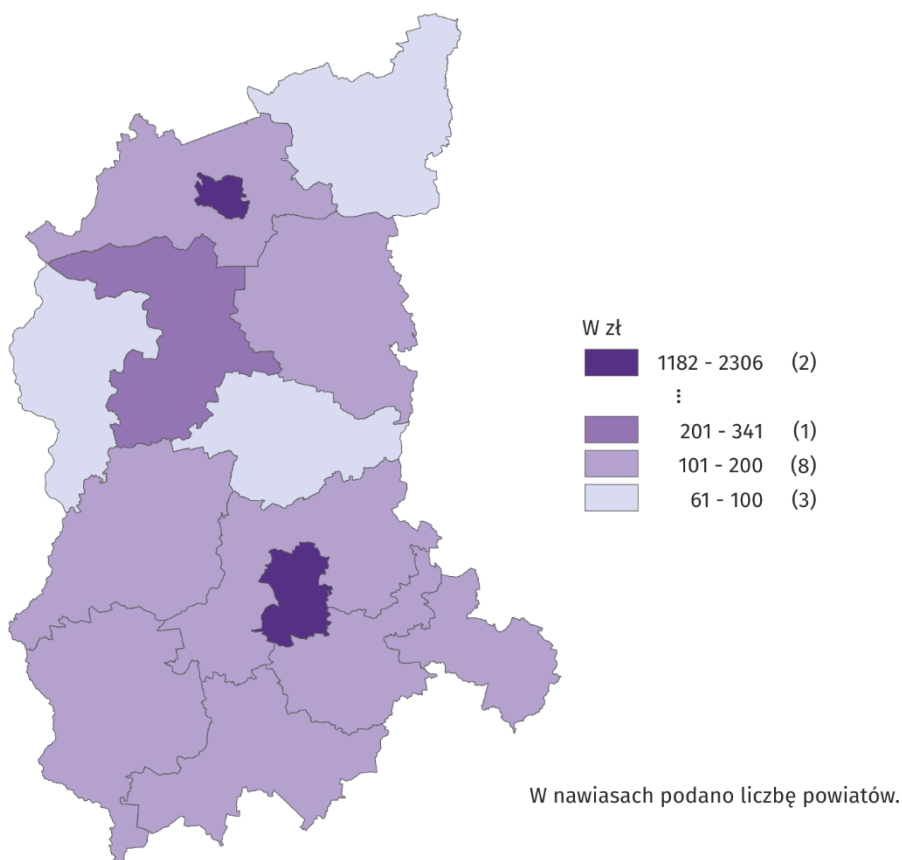 W zł
1182 - 2306 (2)
⋮
201 - 341 (1)
101 - 200 (8)
61 - 100 (3)
W nawiasach podano liczbę powiatów.